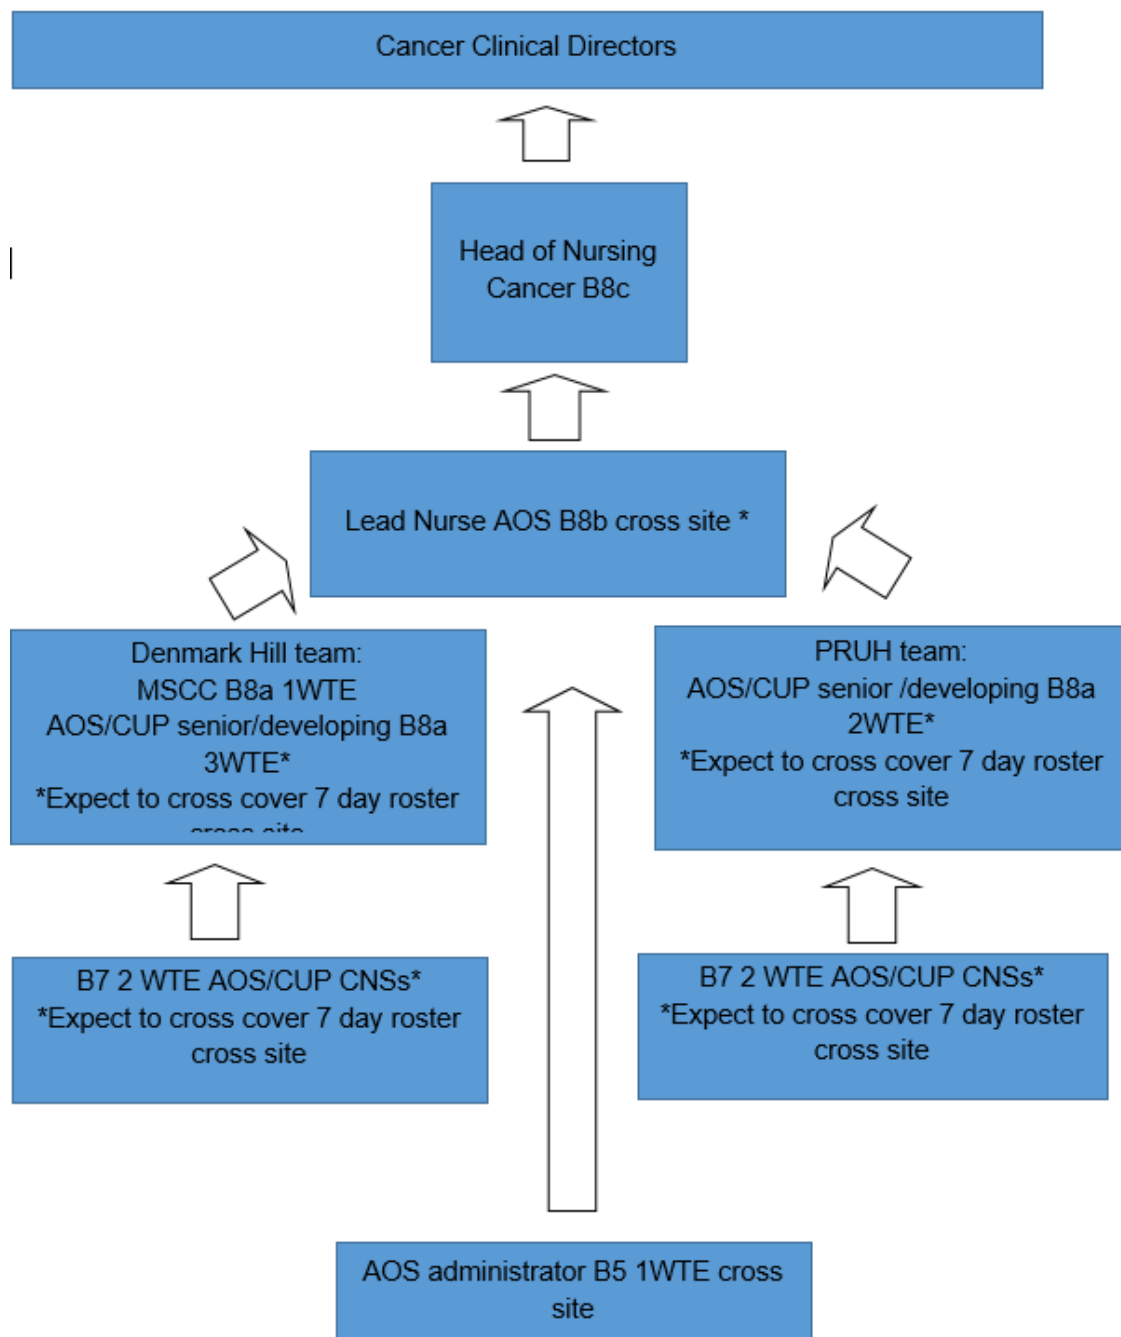 Cancer Clinical Directors
Head of Nursing
Cancer B8c
Lead Nurse AOS B8b cross site *
Denmark Hill team:
MSCC B8a 1WTE
AOS/CUP senior/developing B8a
3WTE*
*Expect to cross cover 7 day roster
cross site
PRUH team:
AOS/CUP senior /developing B8a
2WTE*
*Expect to cross cover 7 day roster
cross site
B7 2 WTE AOS/CUP CNSs*
*Expect to cross cover 7 day roster
cross site
B7 2 WTE AOS/CUP CNSs*
*Expect to cross cover 7 day roster
cross site
AOS administrator B5 1WTE cross
site